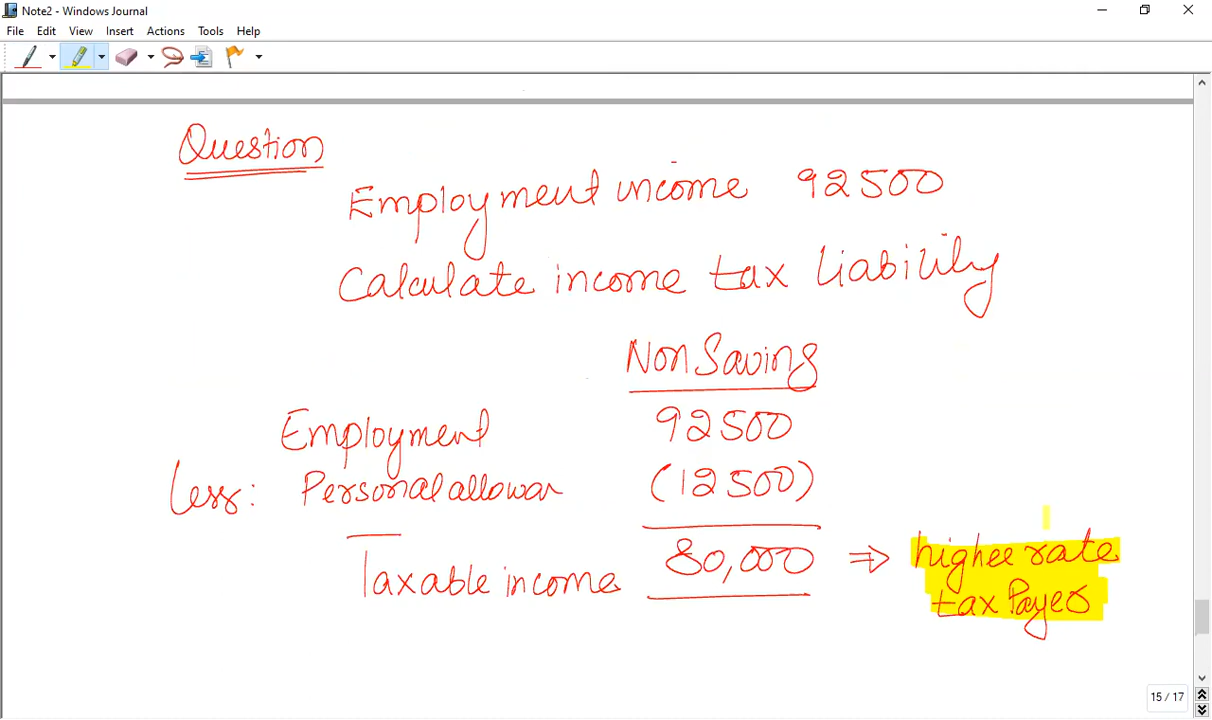 Note2 - Windows Journal
File Edit View Insert Actions Tools Help
Question
Employment income 92500
Calculate income tax liability
Non Saving
Employment 92500
Less: Personal allowan (12500)
Taxable income 80,000 ⇒ higher rate
tax Payer
15 / 17